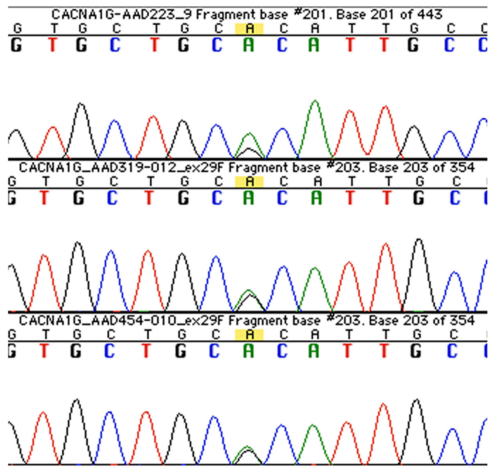 CACNA1G-AAD223_9 Fragment base #201. Base 201 of 443
G T G C T G C A C A T T G C C
G T G C T G C A C A T T G C C
CACNA1G_AAD319-012_ex29F Fragment base #203. Base 203 of 354
G T G C T G C A C A T T G C
G T G C T G C A C A T T G C
CACNA1G_AAD454-010_ex29F Fragment base #203. Base 203 of 354
G T G C T G C A C A T T G C
G T G C T G C A C A T T G C